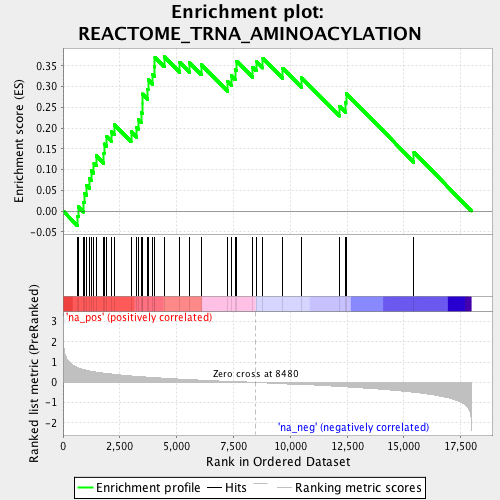 Enrichment plot:
REACTOME_TRNA_AMINOACYLATION
Enrichment score (ES)
0.35
0.30
0.25
0.20
0.15
0.10
0.05
0.00
-0.05
'na_pos' (positively correlated)
Ranked list metric (PreRanked)
3
2
1
0
-1
-2
Zero cross at 8480
'na_neg' (negatively correlated)
0 2,500 5,000 7,500 10,000 12,500 15,000 17,500
Rank in Ordered Dataset
Enrichment profile Hits Ranking metric scores